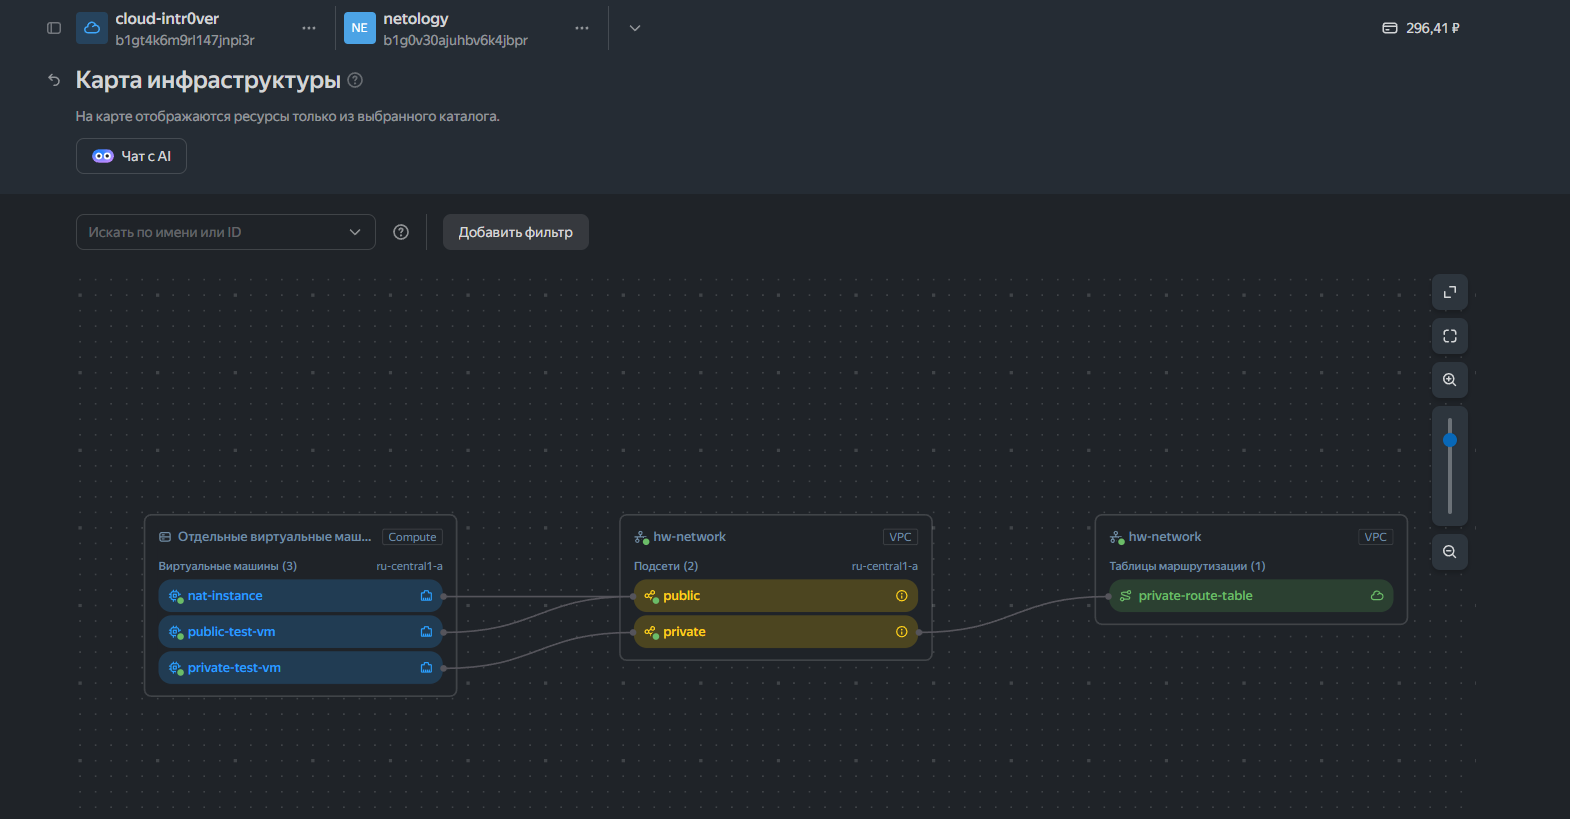 cloud-intr0ver
b1gt4k6m9rl147jnpi3r
NE
netology
b1g0v30ajuhbv6k4jbpr
296,41 ₽
Карта инфраструктуры
На карте отображаются ресурсы только из выбранного каталога.
Чат с AI
Искать по имени или ID
Добавить фильтр
Отдельные виртуальные маш... Compute
Виртуальные машины (3) ru-central1-a
nat-instance
public-test-vm
private-test-vm
hw-network VPC
Подсети (2) ru-central1-a
public
private
hw-network VPC
Таблицы маршрутизации (1)
private-route-table